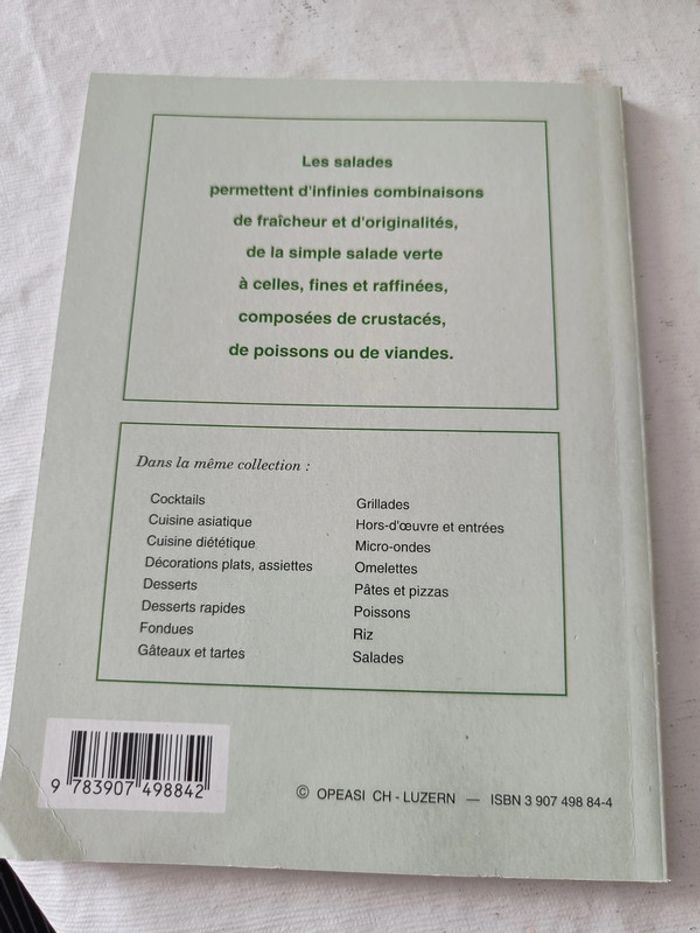 Les salades
permettent d'infinies combinaisons
de fraîcheur et d'originalités,
de la simple salade verte
à celles, fines et raffinées,
composées de crustacés,
de poissons ou de viandes.
Dans la même collection :
Cocktails
Cuisine asiatique
Cuisine diététique
Décorations plats, assiettes
Desserts
Desserts rapides
Fondues
Gâteaux et tartes
Grillades
Hors-d'œuvre et entrées
Micro-ondes
Omelettes
Pâtes et pizzas
Poissons
Riz
Salades
9 783907 498842
© OPEASI CH - LUZERN — ISBN 3 907 498 84-4